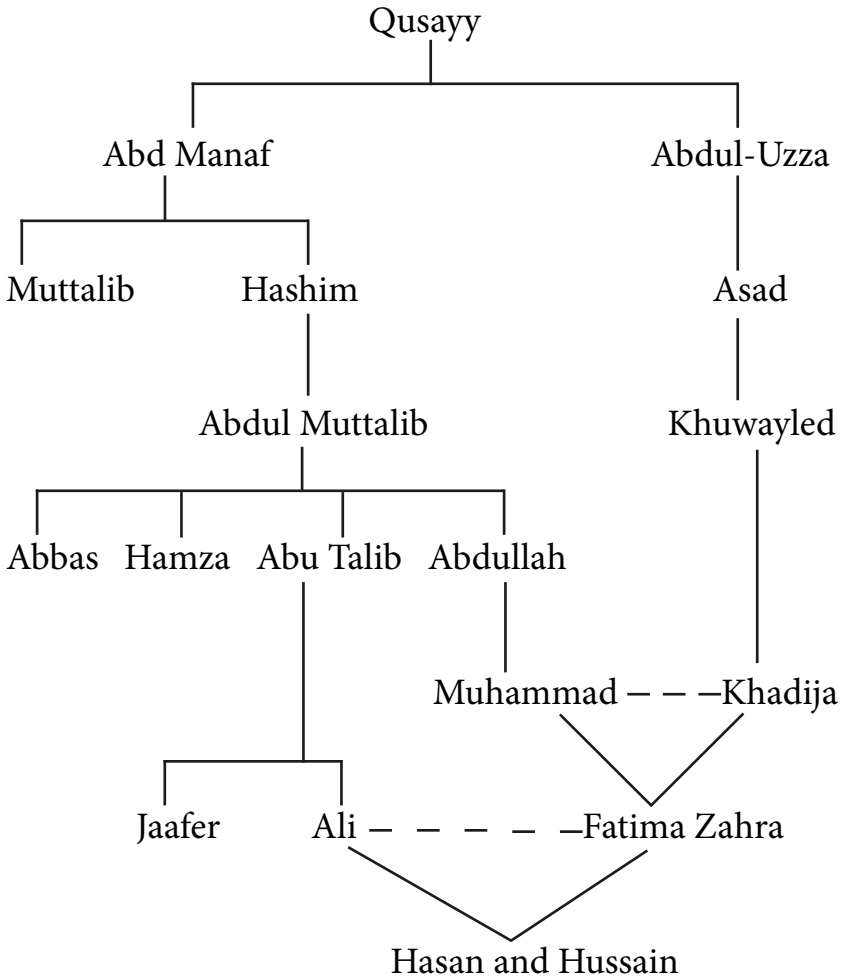 Qusayy
Abd Manaf Abdul-Uzza
Muttalib Hashim Asad
Abdul Muttalib Khuwayled
Abbas Hamza Abu Talib Abdullah
Muhammad Khadija
Jaafer Ali Fatima Zahra
Hasan and Hussain